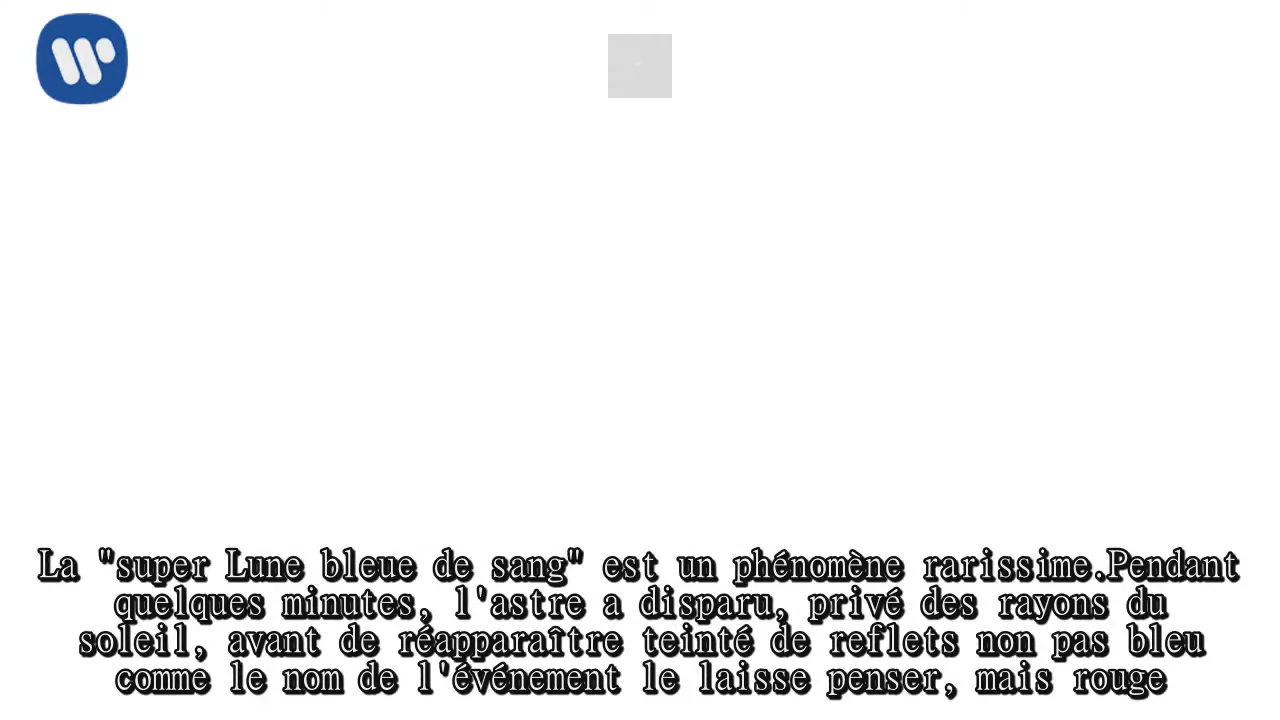 La "super Lune bleue de sang" est un phénomène rarissime.Pendant
quelques minutes, l'astre a disparu, privé des rayons du
soleil, avant de réapparaître teinté de reflets non pas bleu
comme le nom de l'événement le laisse penser, mais rouge